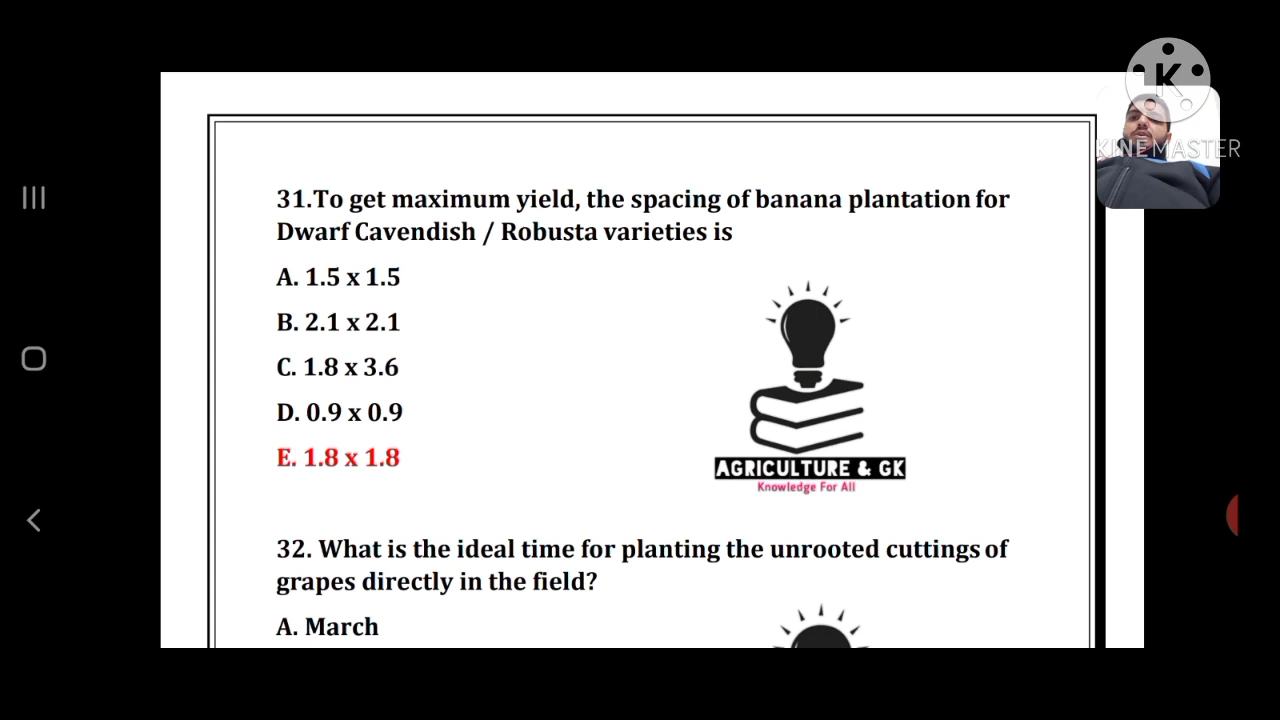 K
KINEMASTER
31.To get maximum yield, the spacing of banana plantation for
Dwarf Cavendish / Robusta varieties is
A. 1.5 x 1.5
B. 2.1 x 2.1
C. 1.8 x 3.6
D. 0.9 x 0.9
E. 1.8 x 1.8
AGRICULTURE & GK
Knowledge For All
32. What is the ideal time for planting the unrooted cuttings of
grapes directly in the field?
A. March